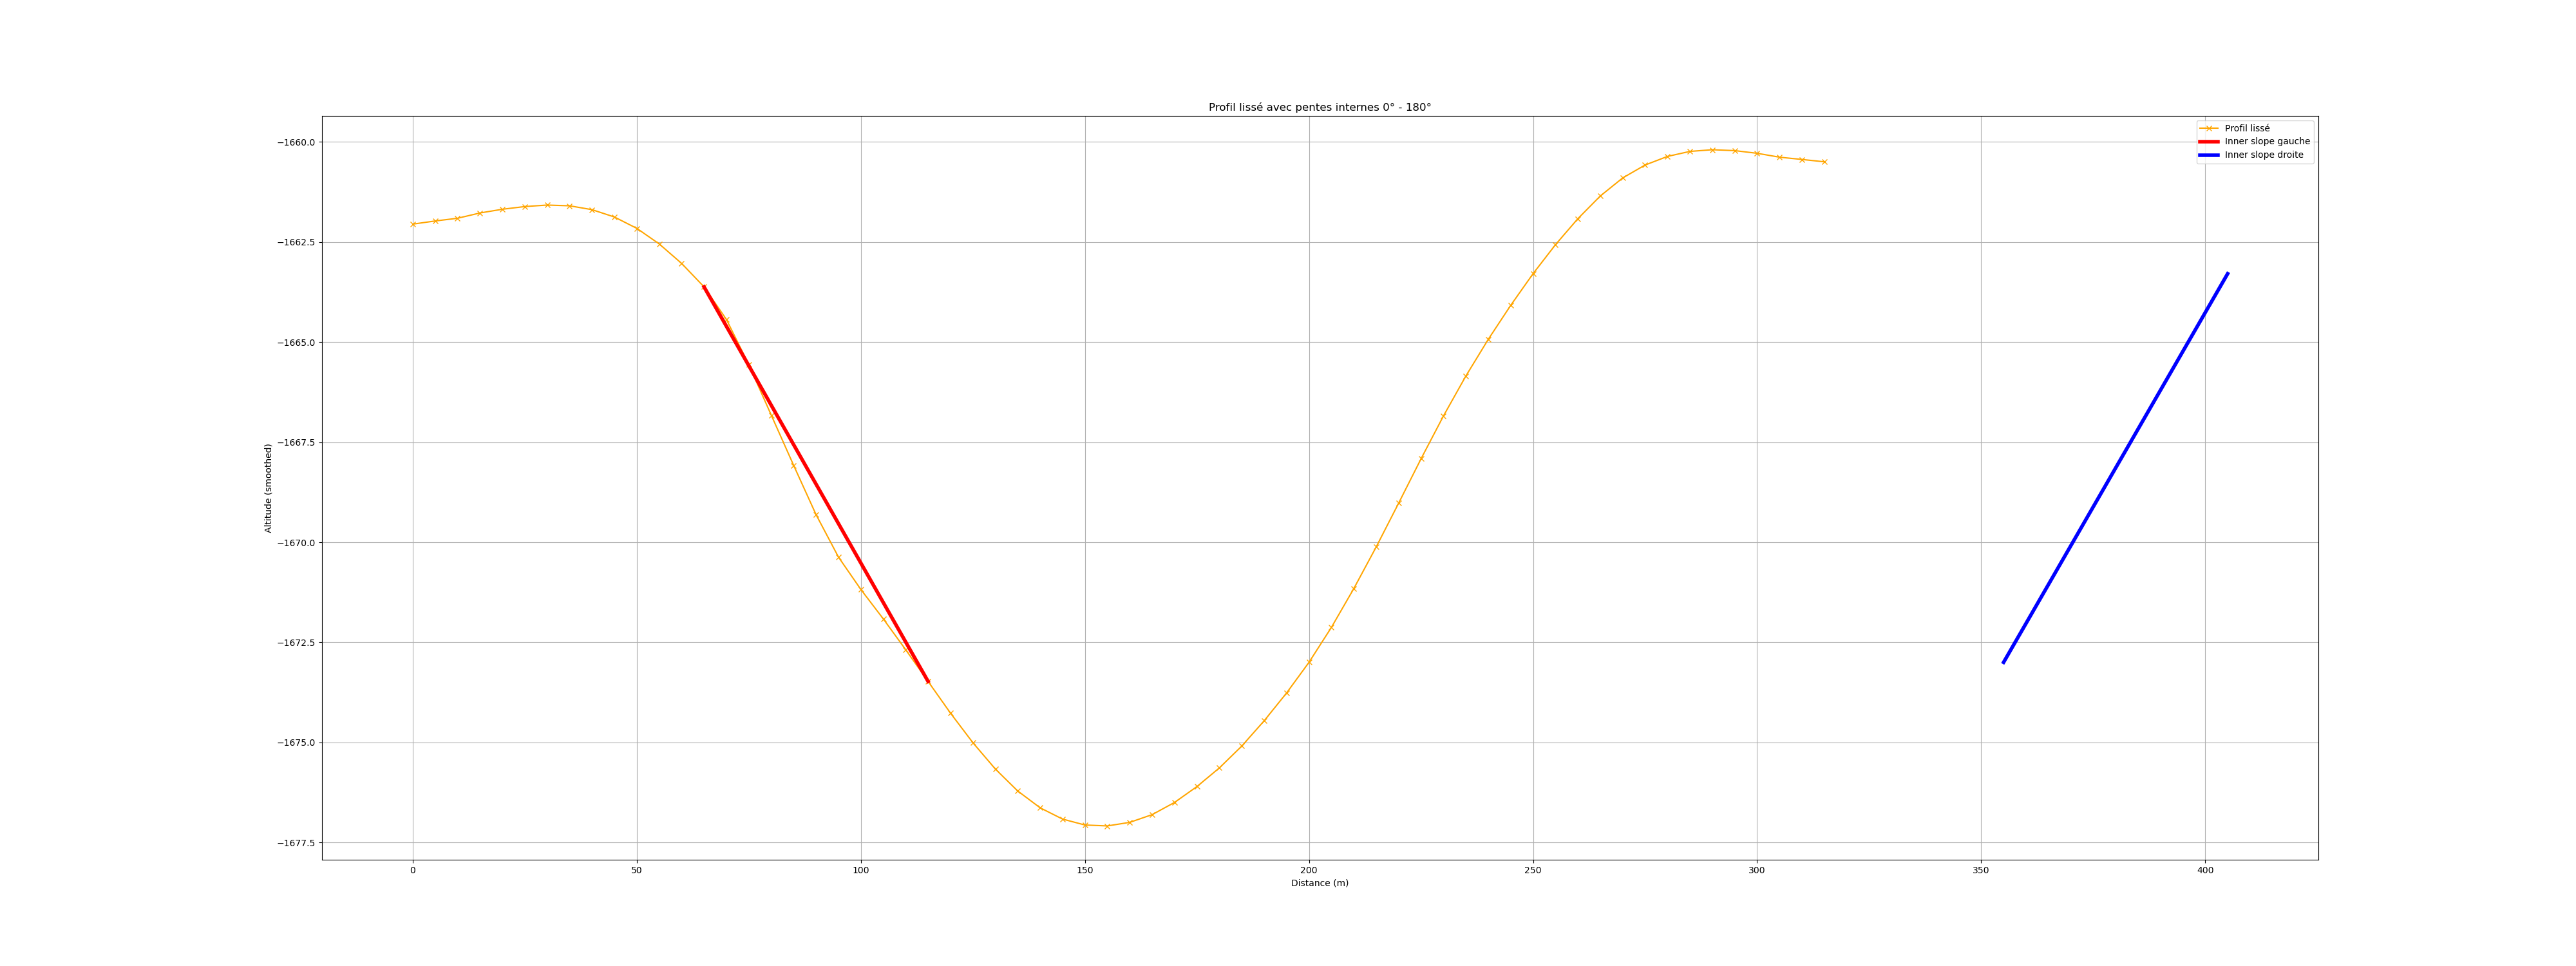 Profil lissé avec pentes internes 0° - 180°
Profil lissé
Inner slope gauche
Inner slope droite
−1660.0
−1662.5
−1665.0
−1667.5
−1670.0
−1672.5
−1675.0
−1677.5
Altitude (smoothed)
0 50 100 150 200 250 300 350 400
Distance (m)